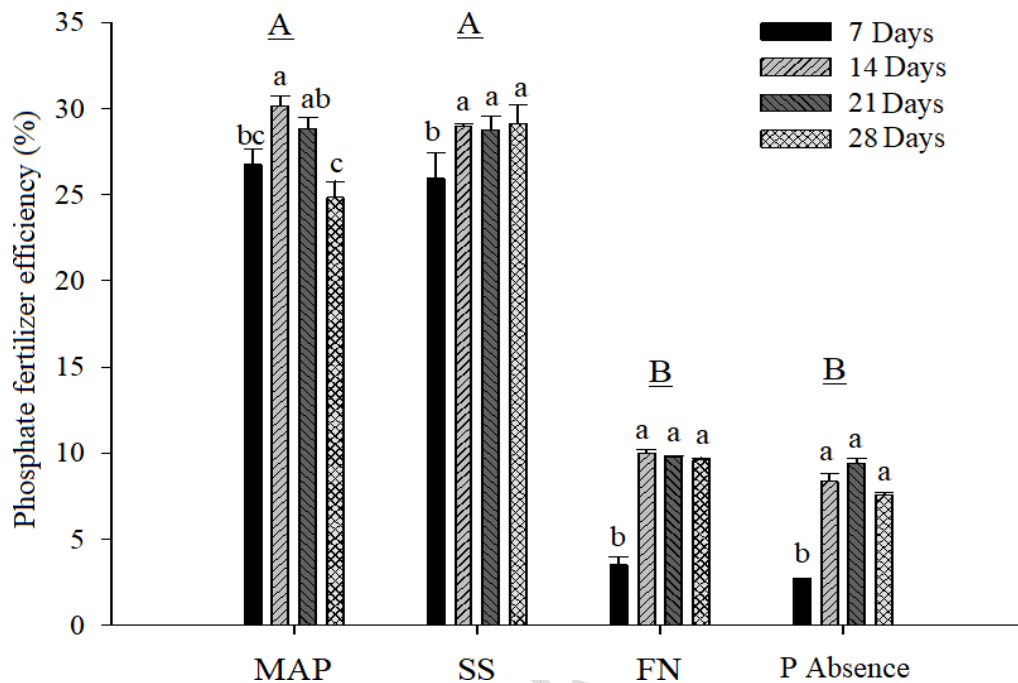 Phosphate fertilizer efficiency (%)
35
30
25
20
15
10
5
0
A
A
B
B
a
ab
bc
c
b
a
a
a
b
a
a
a
b
a
a
a
7 Days
14 Days
21 Days
28 Days
MAP
SS
FN
P Absence